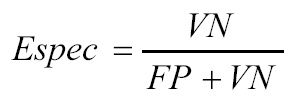 Espec = VN / (FP + VN)